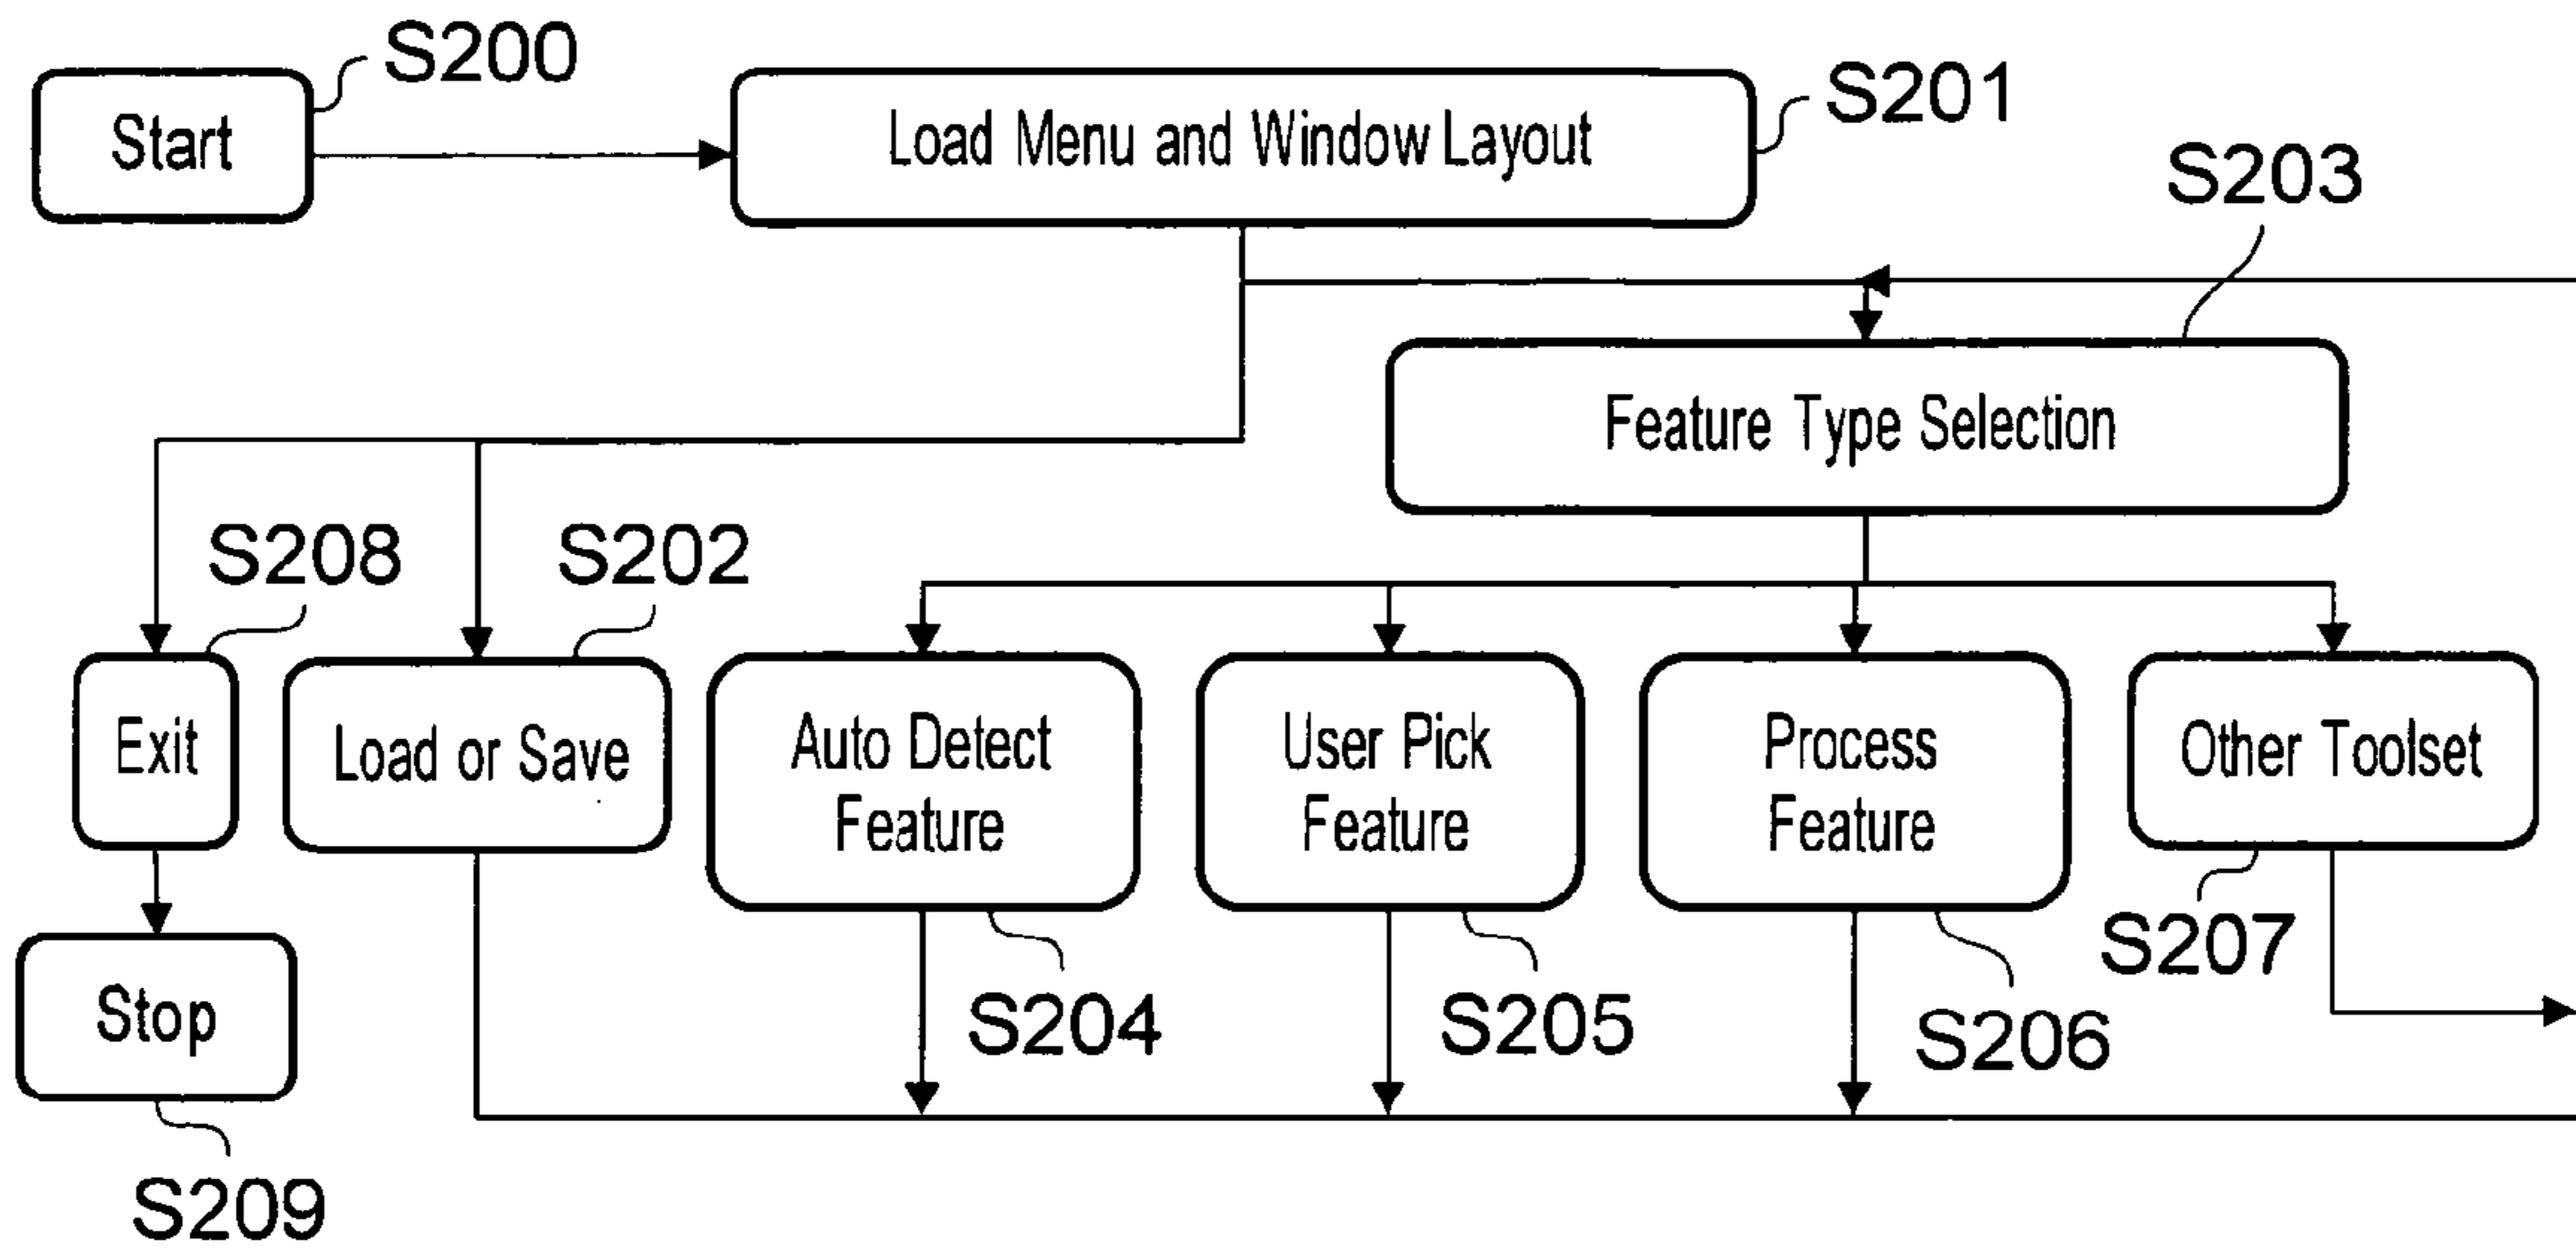 S200
Start
S201
Load Menu and Window Layout
S203
Feature Type Selection
S208
S202
Exit
Load or Save
Auto Detect
Feature
User Pick
Feature
Process
Feature
Other Toolset
S207
Stop
S204
S205
S206
S209